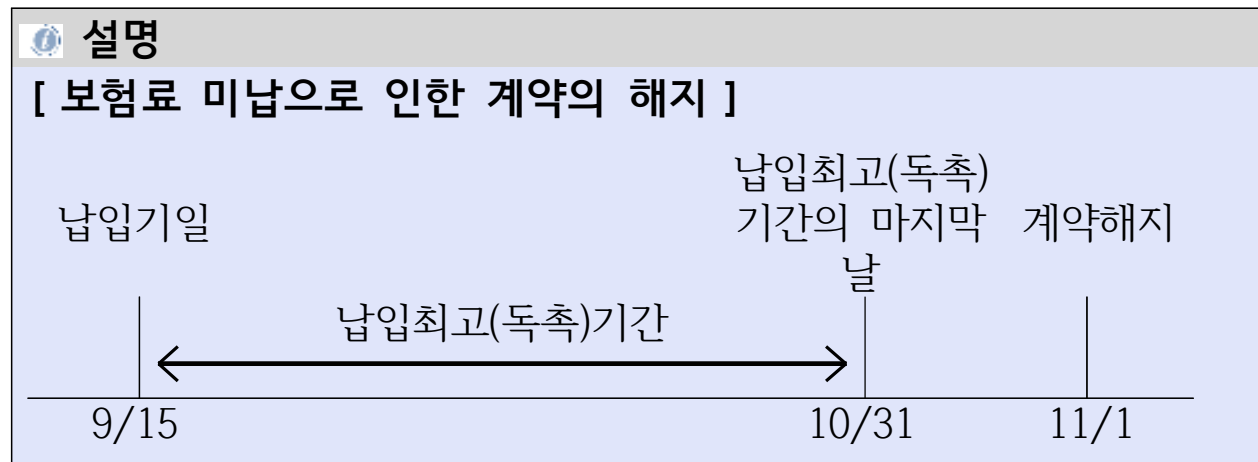 설명
[ 보험료 미납으로 인한 계약의 해지 ]
납입기일
납입최고(독촉)
기간의 마지막
날
계약해지
납입최고(독촉)기간
9/15
10/31
11/1